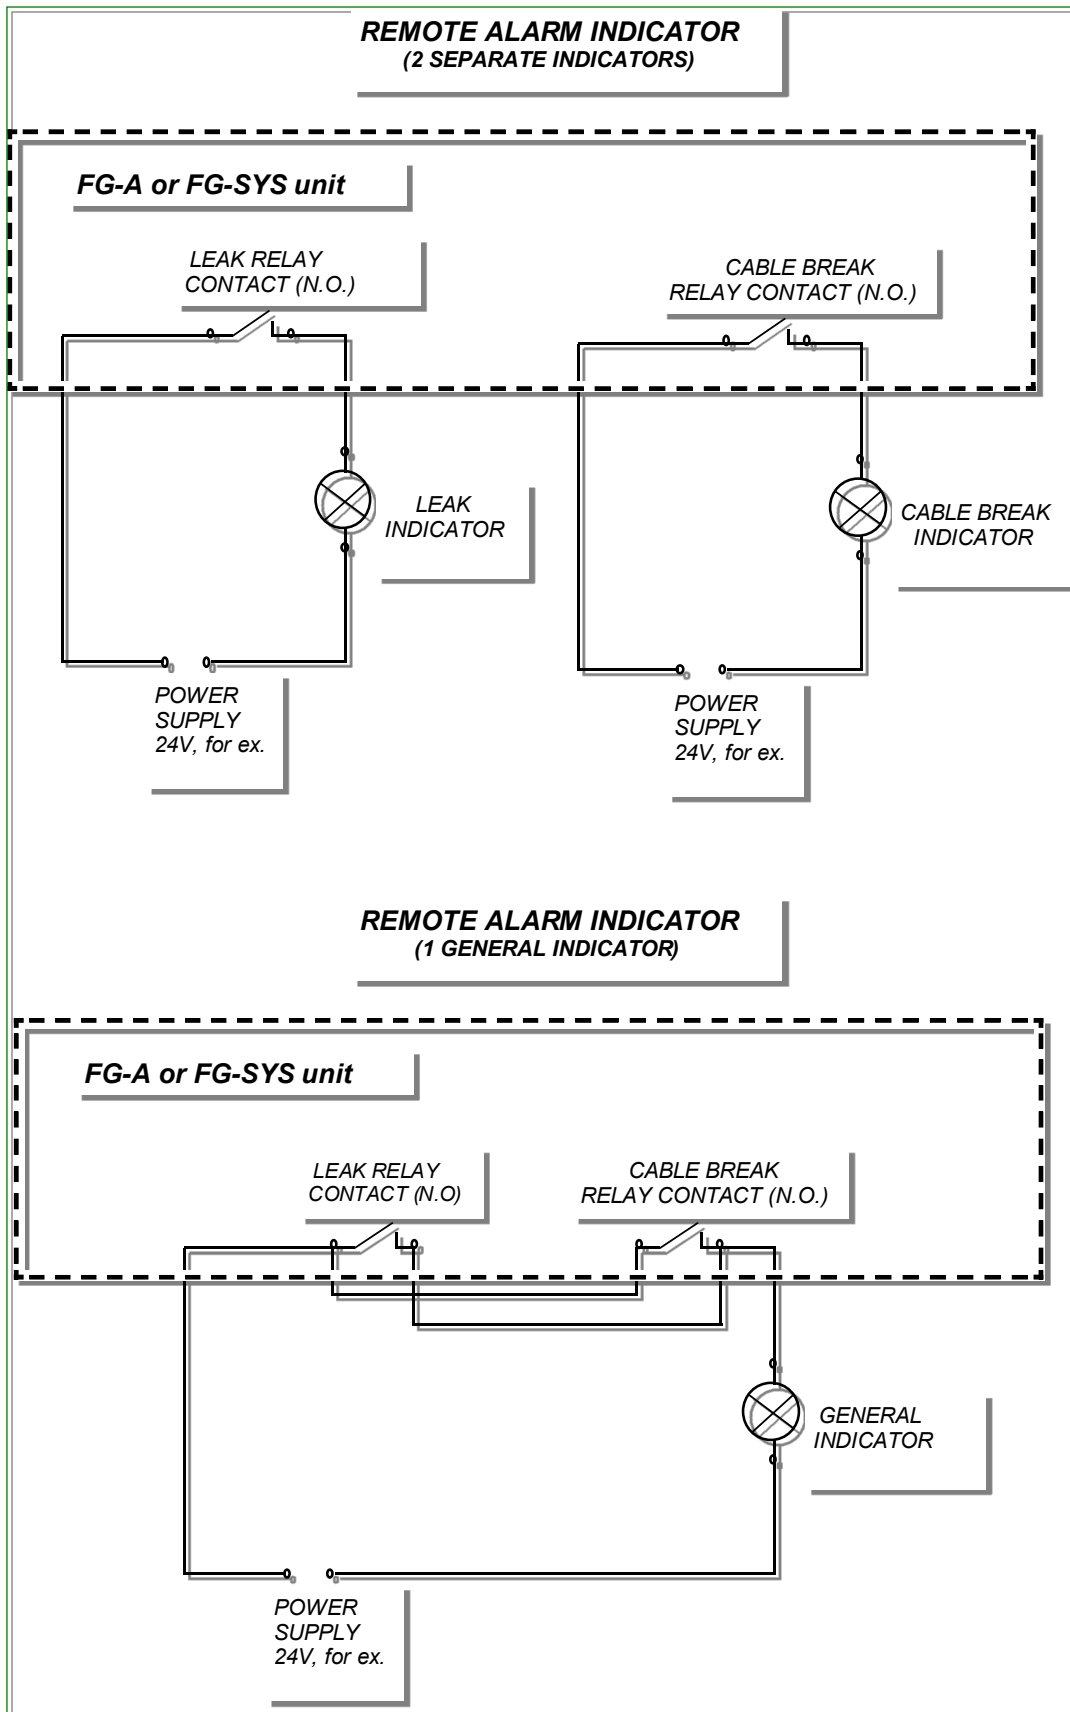 REMOTE ALARM INDICATOR
(2 SEPARATE INDICATORS)
FG-A or FG-SYS unit
LEAK RELAY
CONTACT (N.O.)
CABLE BREAK
RELAY CONTACT (N.O.)
LEAK
INDICATOR
CABLE BREAK
INDICATOR
POWER
SUPPLY
24V, for ex.
POWER
SUPPLY
24V, for ex.
REMOTE ALARM INDICATOR
(1 GENERAL INDICATOR)
FG-A or FG-SYS unit
LEAK RELAY
CONTACT (N.O)
CABLE BREAK
RELAY CONTACT (N.O.)
GENERAL
INDICATOR
POWER
SUPPLY
24V, for ex.